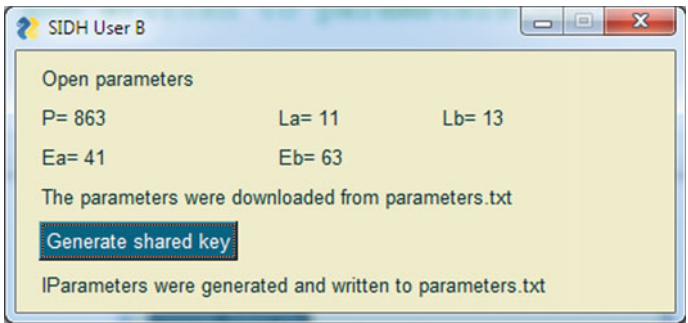 SIDH User B
Open parameters
P= 863 La= 11 Lb= 13
Ea= 41 Eb= 63
The parameters were downloaded from parameters.txt
Generate shared key
lParameters were generated and written to parameters.txt